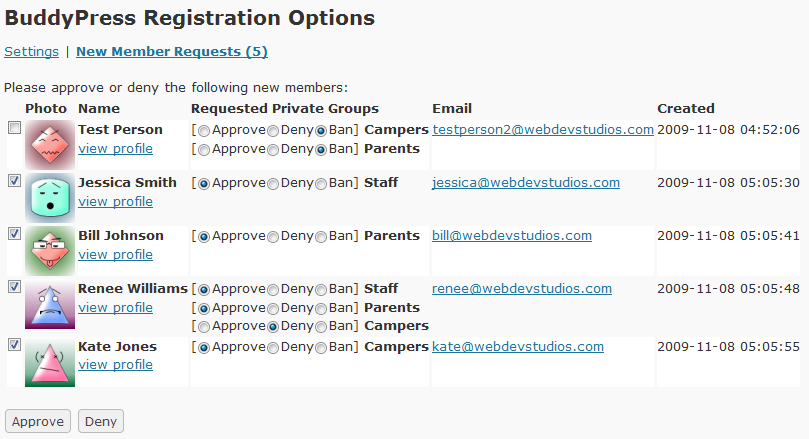 BuddyPress Registration Options
Settings | New Member Requests (5)
Please approve or deny the following new members:
Photo Name Requested Private Groups Email Created
Test Person [ Approve Deny Ban] Campers testperson2@webdevstudios.com 2009-11-08 04:52:06
view profile [ Approve Deny Ban] Parents
Jessica Smith [ Approve Deny Ban] Staff jessica@webdevstudios.com 2009-11-08 05:05:30
view profile
Bill Johnson [ Approve Deny Ban] Parents bill@webdevstudios.com 2009-11-08 05:05:41
view profile
Renee Williams [ Approve Deny Ban] Staff renee@webdevstudios.com 2009-11-08 05:05:48
view profile [ Approve Deny Ban] Parents
[ Approve Deny Ban] Campers
Kate Jones [ Approve Deny Ban] Campers kate@webdevstudios.com 2009-11-08 05:05:55
view profile
Approve Deny